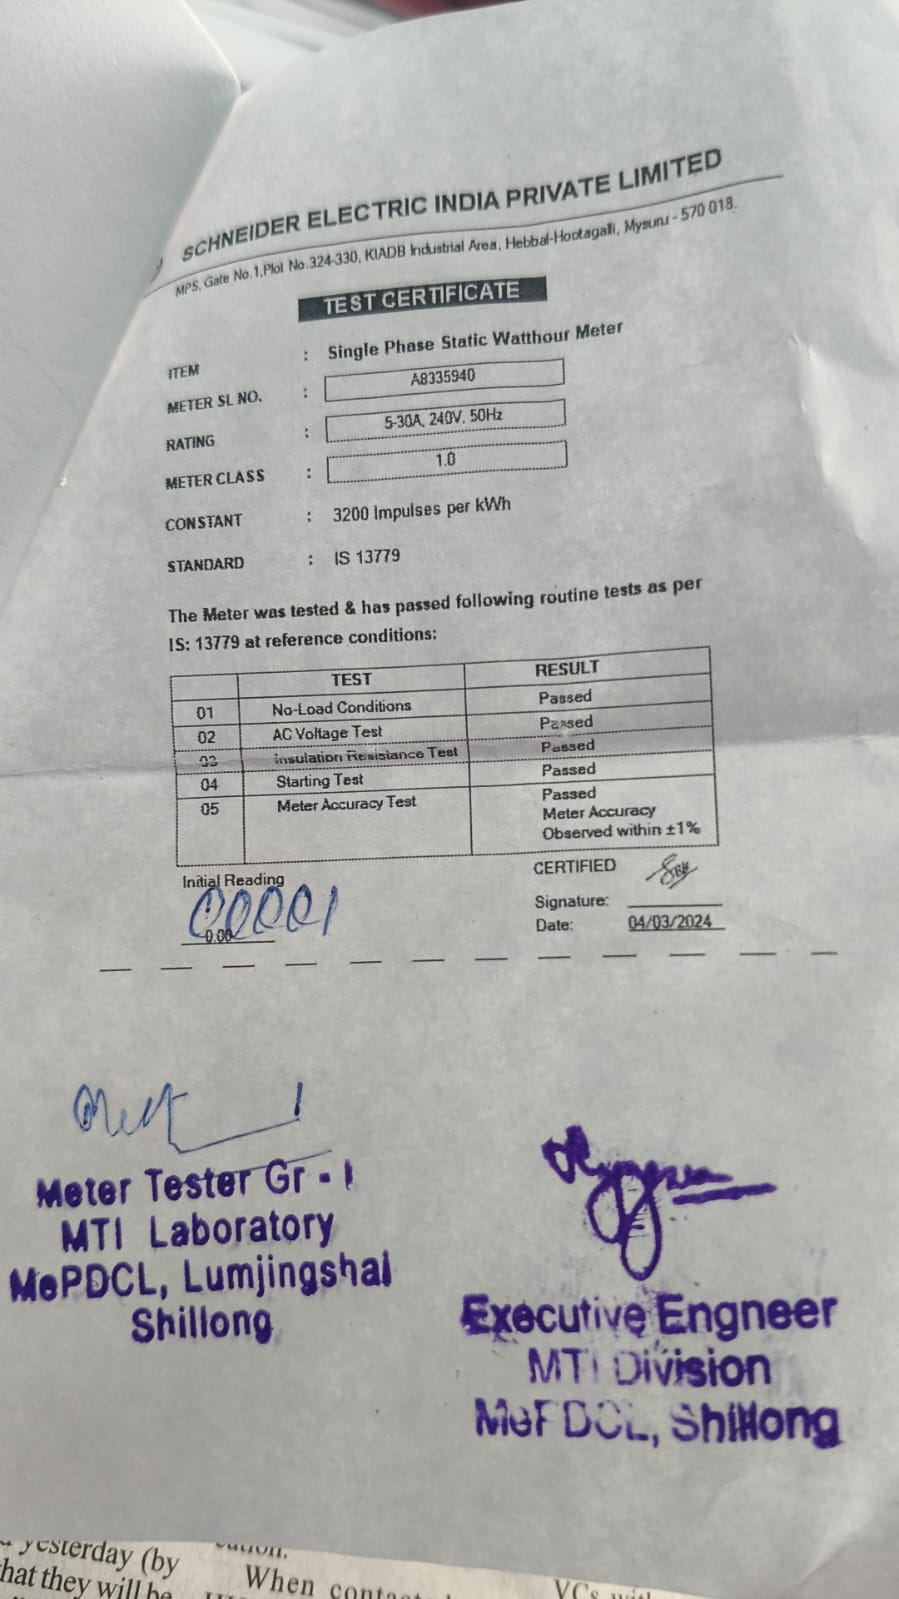 SCHNEIDER ELECTRIC INDIA PRIVATE LIMITED
MPS, Gate No.1,Plot No.324-330, KIADB Industrial Area, Hebbal-Hootagalli, Mysuru - 570 018.
TEST CERTIFICATE
ITEM : Single Phase Static Watthour Meter
METER SL NO. : A8335940
RATING : 5-30A, 240V, 50Hz
METER CLASS : 1.0
CONSTANT : 3200 Impulses per kWh
STANDARD : IS 13779
The Meter was tested & has passed following routine tests as per
IS: 13779 at reference conditions:
TEST RESULT
01 No-Load Conditions Passed
02 AC Voltage Test Passed
03 Insulation Resistance Test Passed
04 Starting Test Passed
05 Meter Accuracy Test Passed
Meter Accuracy
Observed within ±1%
Initial Reading
00001
0.00
CERTIFIED
Signature:
Date: 04/03/2024
Meter Tester Gr - I
MTI Laboratory
MePDCL, Lumjingshai
Shillong
Executive Engneer
MTI Division
MePDCL, Shillong
yesterday (by
hat they will be
When
VCs